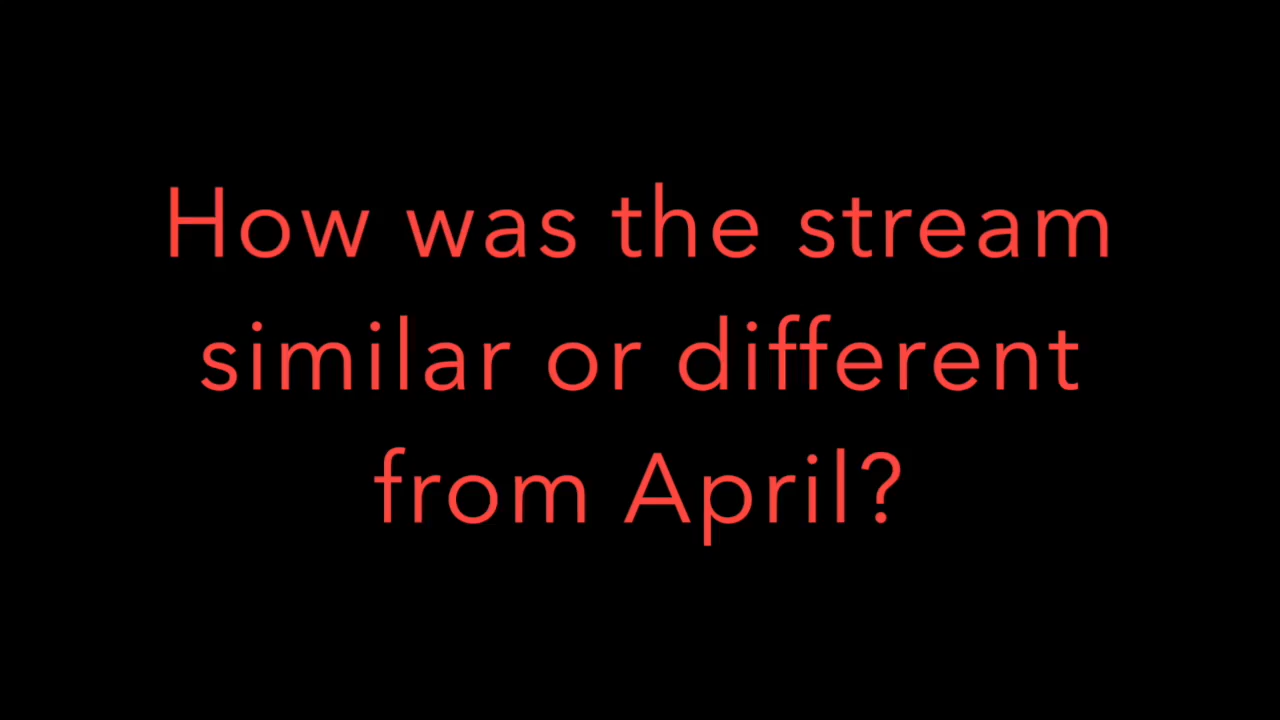 How was the stream
similar or different
from April?